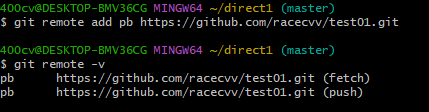 400cv@DESKTOP-BMV36CG MINGW64 ~/direct1 (master)
$ git remote add pb https://github.com/racecvv/test01.git
400cv@DESKTOP-BMV36CG MINGW64 ~/direct1 (master)
$ git remote -v
pb      https://github.com/racecvv/test01.git (fetch)
pb      https://github.com/racecvv/test01.git (push)